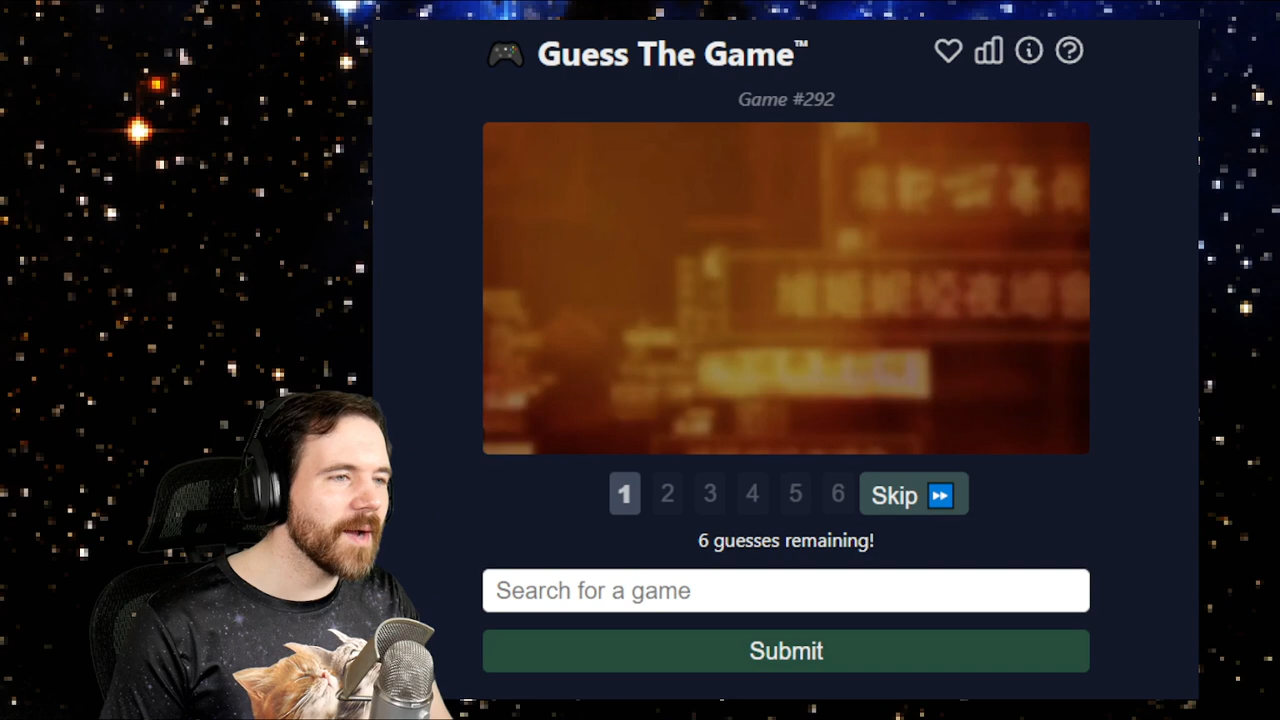 Guess The Game™
Game #292
1 2 3 4 5 6 Skip
6 guesses remaining!
Search for a game
Submit